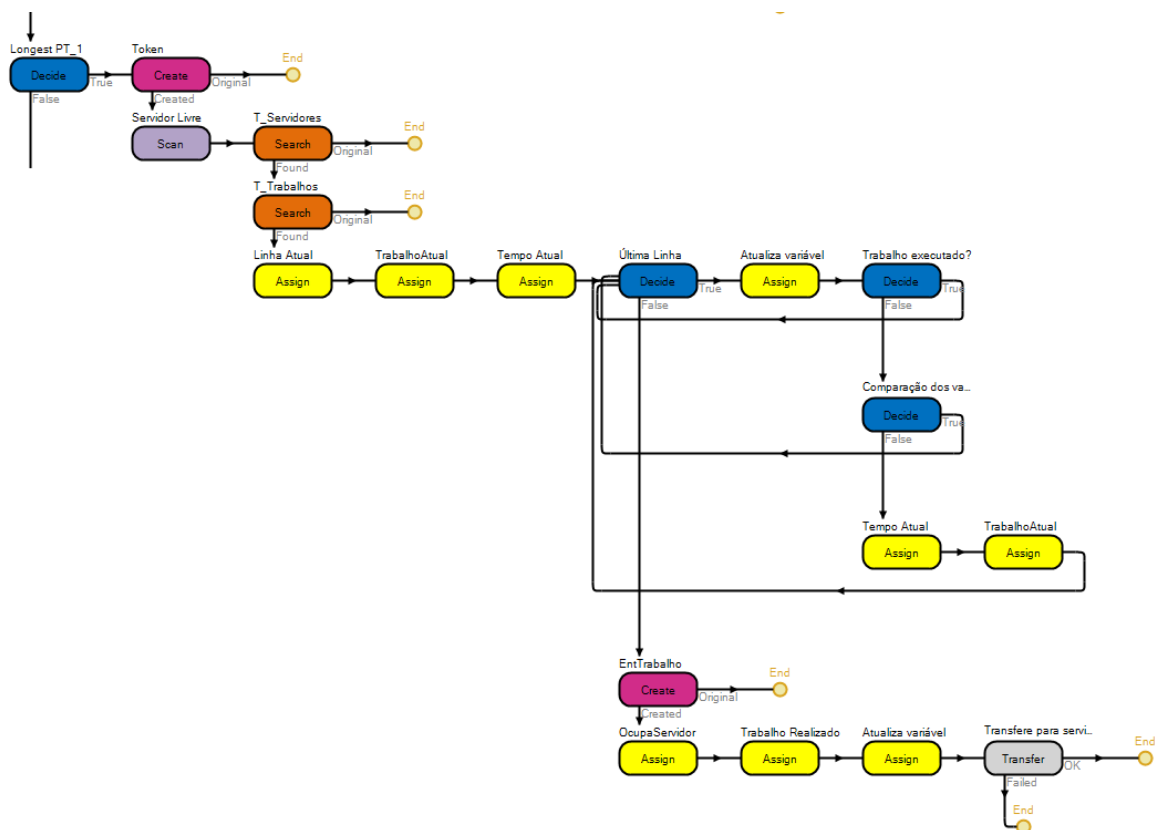 Longest PT_1
Token
End
Decide
True
Create
Original
False
Created
Servidor Livre
T_Servidores
End
Scan
Search
Original
Found
T_Trabalhos
End
Search
Original
Found
Linha Atual
TrabalhoAtual
Tempo Atual
Última Linha
Atualiza variável
Trabalho executado?
Assign
Assign
Assign
Decide
True
Assign
Decide
True
False
False
Comparação dos va...
Decide
True
False
Tempo Atual
TrabalhoAtual
Assign
Assign
EntTrabalho
End
Create
Original
Created
OcupaServidor
Trabalho Realizado
Atualiza variável
Transfere para servi...
End
Assign
Assign
Assign
Transfer
OK
Failed
End